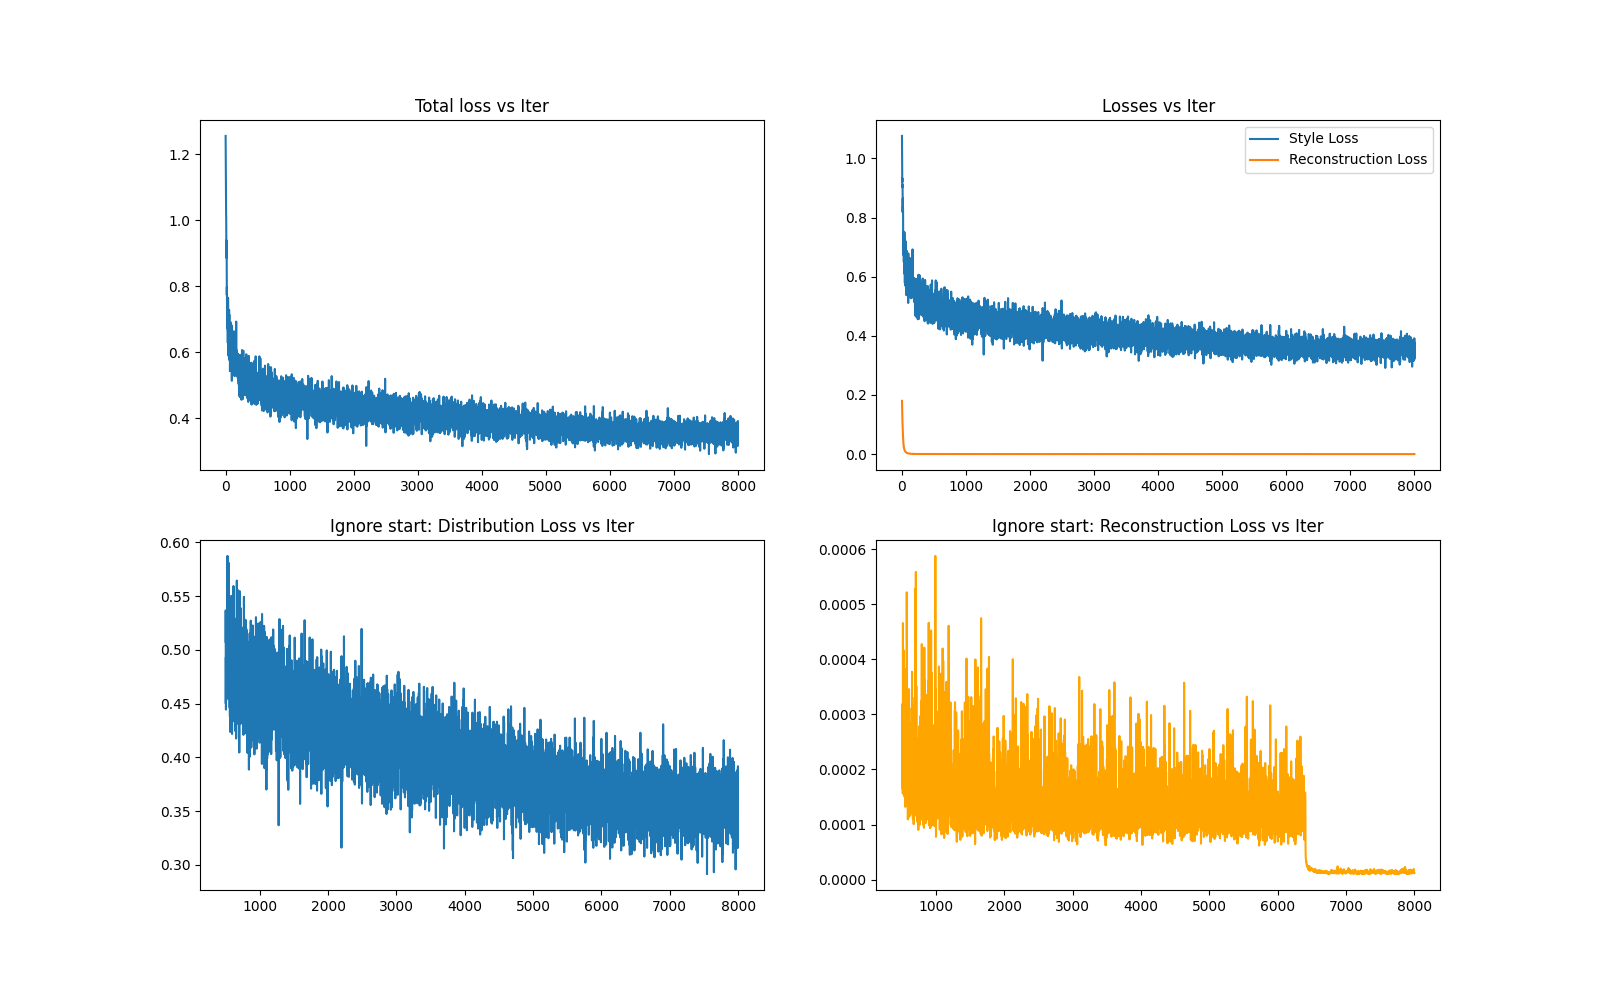 Total loss vs Iter
1.2
1.0
0.8
0.6
0.4
0 1000 2000 3000 4000 5000 6000 7000 8000
Losses vs Iter
Style Loss
Reconstruction Loss
1.0
0.8
0.6
0.4
0.2
0.0
0 1000 2000 3000 4000 5000 6000 7000 8000
Ignore start: Distribution Loss vs Iter
0.60
0.55
0.50
0.45
0.40
0.35
0.30
1000 2000 3000 4000 5000 6000 7000 8000
Ignore start: Reconstruction Loss vs Iter
0.0006
0.0005
0.0004
0.0003
0.0002
0.0001
0.0000
1000 2000 3000 4000 5000 6000 7000 8000